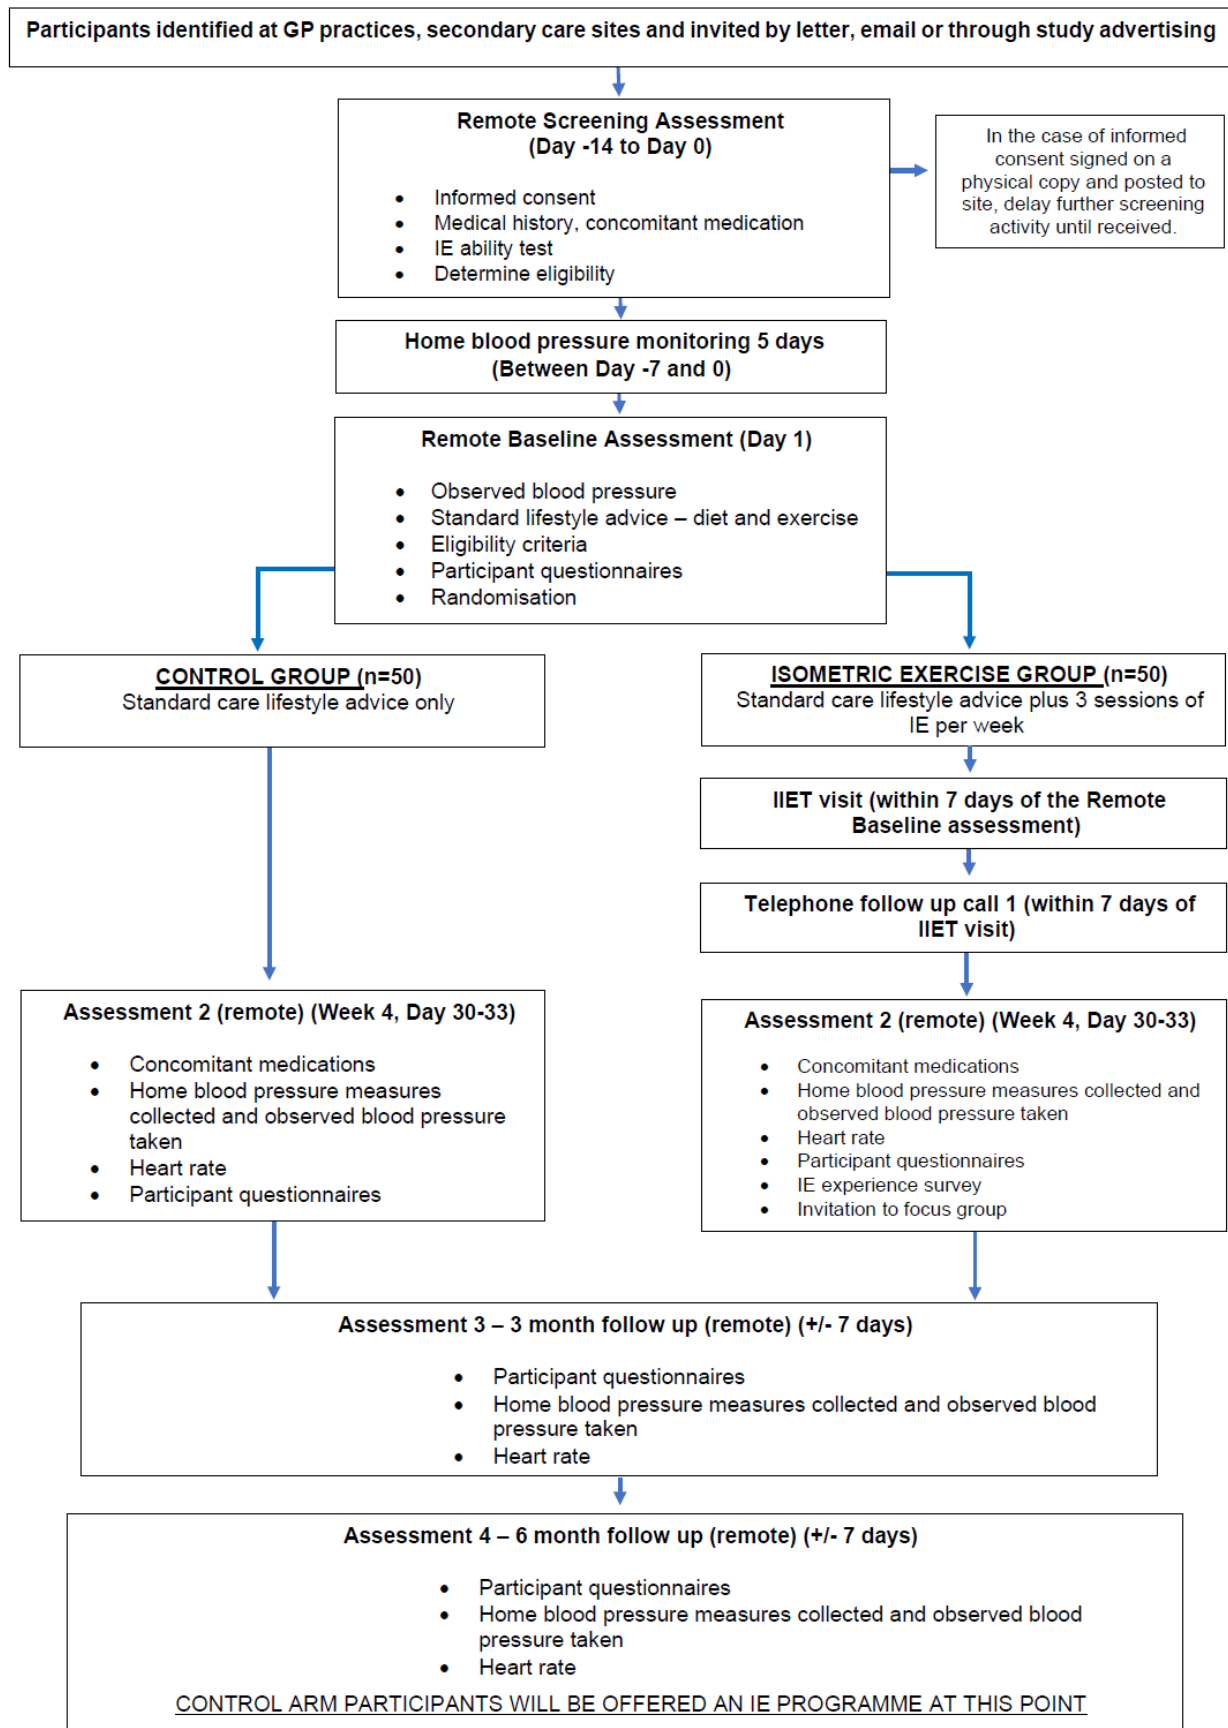 Participants identified at GP practices, secondary care sites and invited by letter, email or through study advertising
Remote Screening Assessment
(Day -14 to Day 0)
• Informed consent
• Medical history, concomitant medication
• IE ability test
• Determine eligibility
In the case of informed
consent signed on a
physical copy and posted to
site, delay further screening
activity until received.
Home blood pressure monitoring 5 days
(Between Day -7 and 0)
Remote Baseline Assessment (Day 1)
• Observed blood pressure
• Standard lifestyle advice – diet and exercise
• Eligibility criteria
• Participant questionnaires
• Randomisation
CONTROL GROUP (n=50)
Standard care lifestyle advice only
ISOMETRIC EXERCISE GROUP (n=50)
Standard care lifestyle advice plus 3 sessions of
IE per week
IIET visit (within 7 days of the Remote
Baseline assessment)
Telephone follow up call 1 (within 7 days of
IIET visit)
Assessment 2 (remote) (Week 4, Day 30-33)
• Concomitant medications
• Home blood pressure measures
collected and observed blood pressure
taken
• Heart rate
• Participant questionnaires
Assessment 2 (remote) (Week 4, Day 30-33)
• Concomitant medications
• Home blood pressure measures collected and
observed blood pressure taken
• Heart rate
• Participant questionnaires
• IE experience survey
• Invitation to focus group
Assessment 3 – 3 month follow up (remote) (+/- 7 days)
• Participant questionnaires
• Home blood pressure measures collected and observed blood
pressure taken
• Heart rate
Assessment 4 – 6 month follow up (remote) (+/- 7 days)
• Participant questionnaires
• Home blood pressure measures collected and observed blood
pressure taken
• Heart rate
CONTROL ARM PARTICIPANTS WILL BE OFFERED AN IE PROGRAMME AT THIS POINT